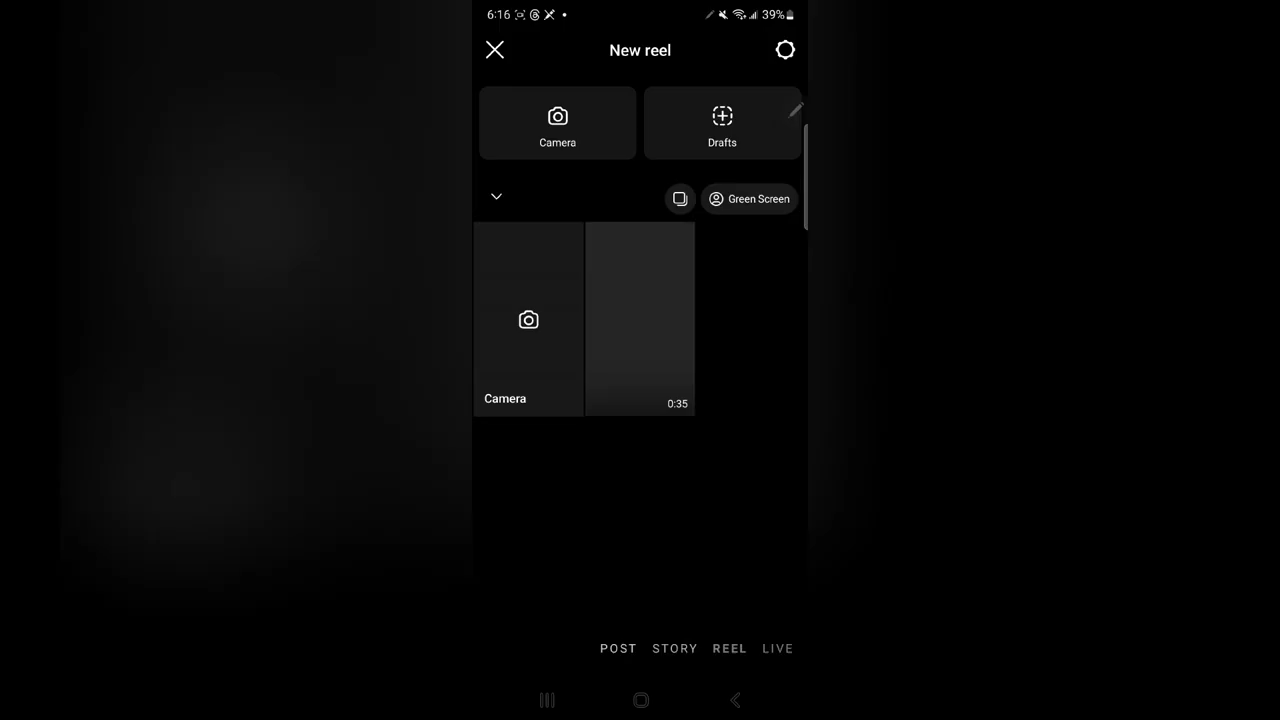 6:16 39%
New reel
Camera Drafts
Green Screen
Camera
0:35
POST STORY REEL LIVE